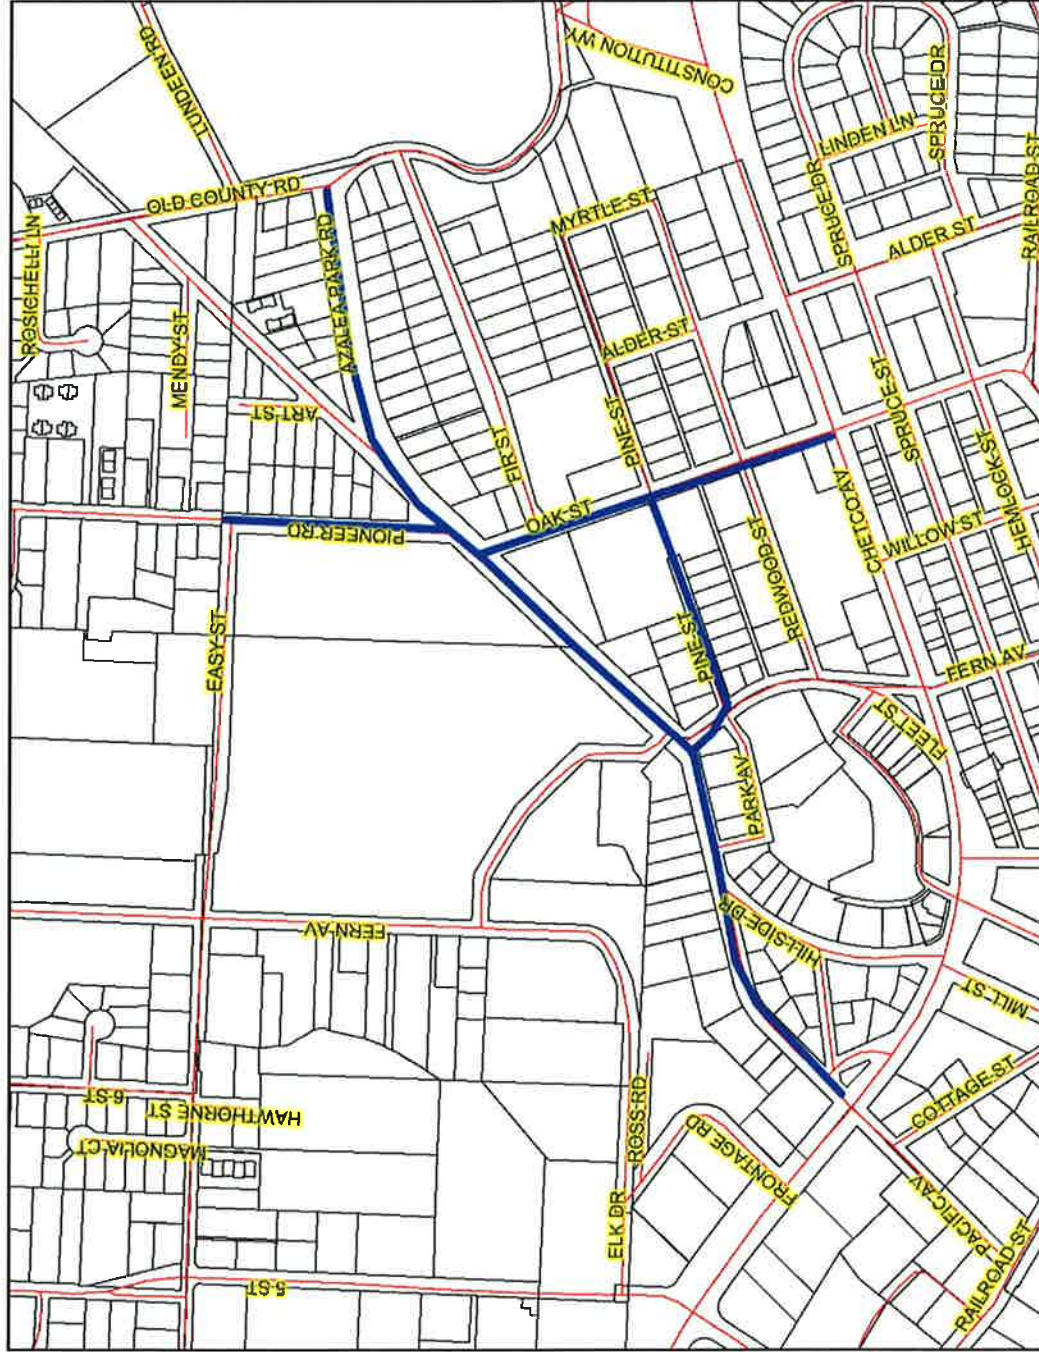 LUNDEEN RD
CONSTITUTION WY
SPRUCE DR
LINDEN LN
OLD COUNTY RD
ROSICHELLI LN
MYRTLE ST
SPRUCE DR
ALDER ST
RAILROAD ST
AZALEA PARK RD
MENDY ST
ALDER ST
ART ST
PINE ST
SPRUCE ST
FIR ST
HEMLOCK ST
OAK ST
CHETCO AV
WILLOW ST
PIONEER RD
REDWOOD ST
EASY ST
PINE ST
FERN AV
FLEET ST
PARK AV
FERN AV
HILLSIDE DR
MILL ST
6 ST
HAWTHORNE ST
MAGNOLIA CT
ROSS RD
COTTAGE ST
FRONTAGE RD
ELK DR
PACIFIC AV
5 ST
RAILROAD ST